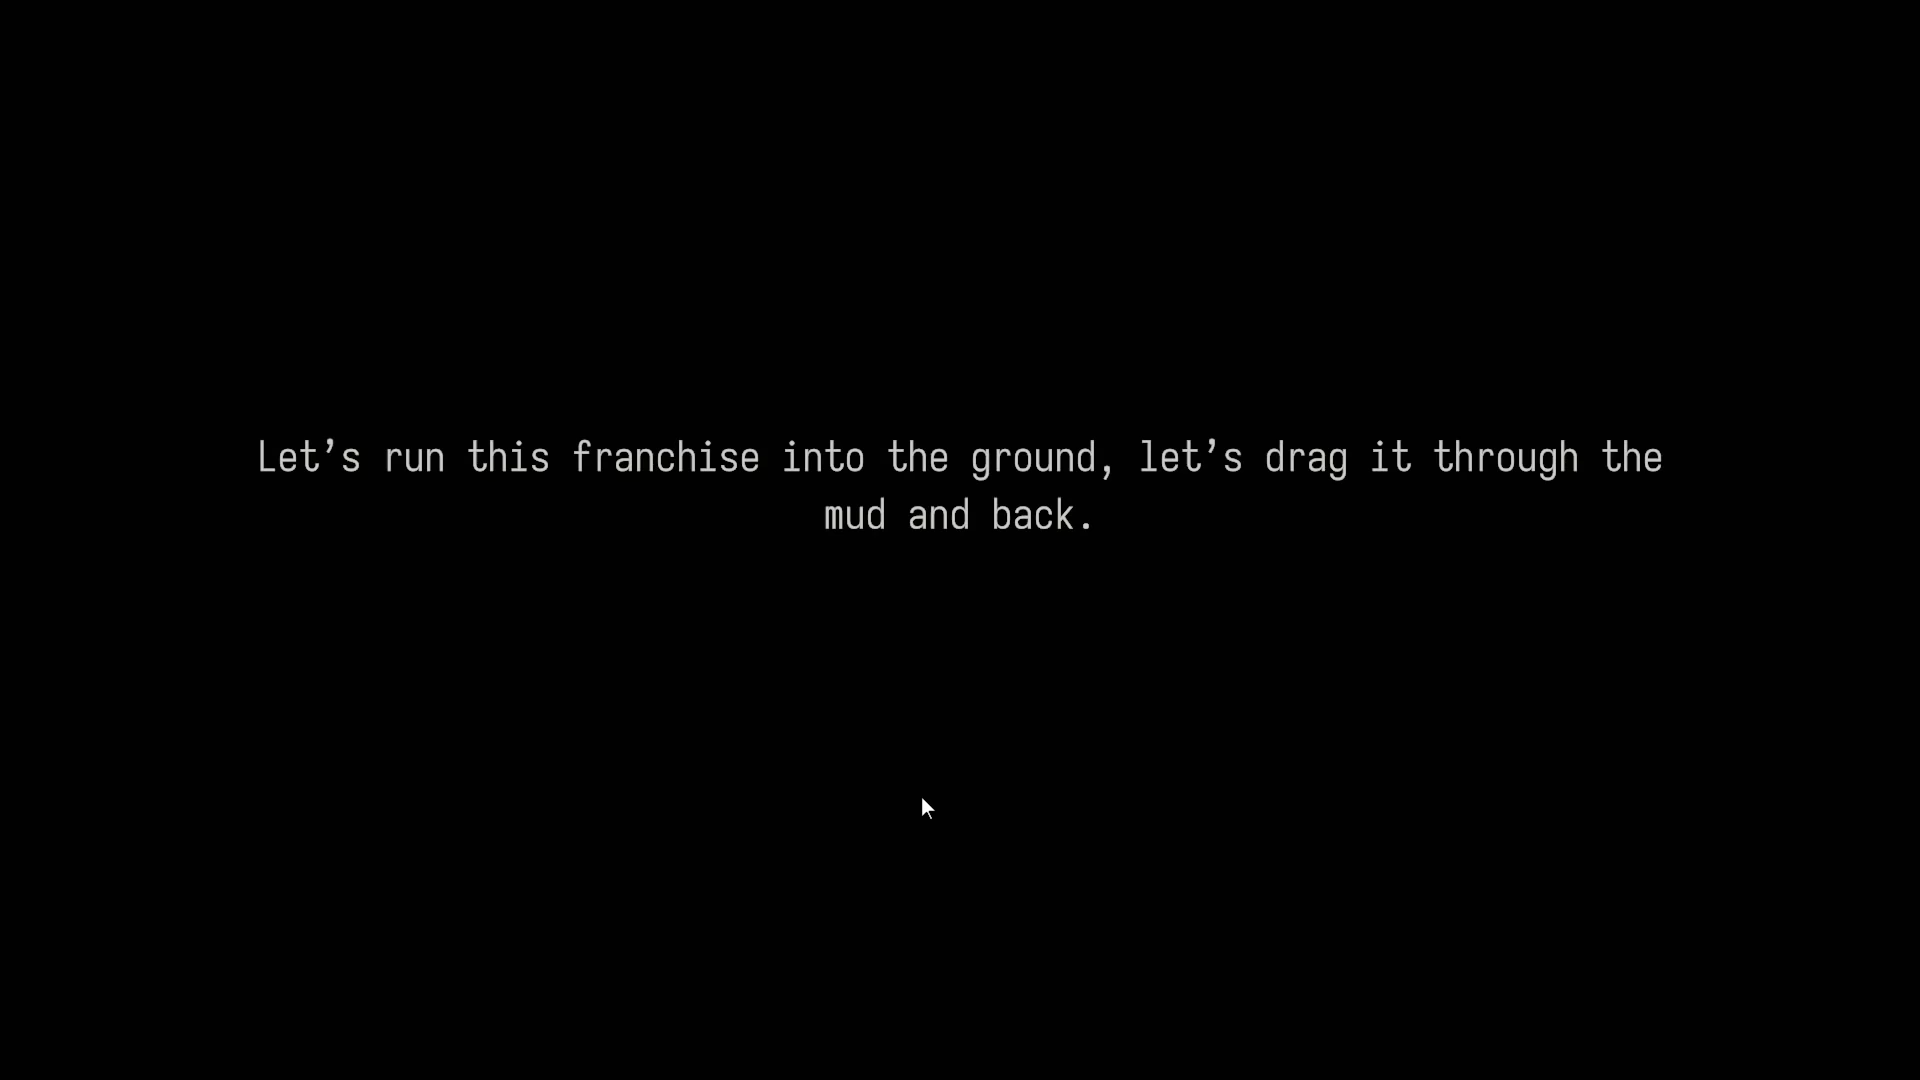 Let’s run this franchise into the ground, let’s drag it through the
mud and back.